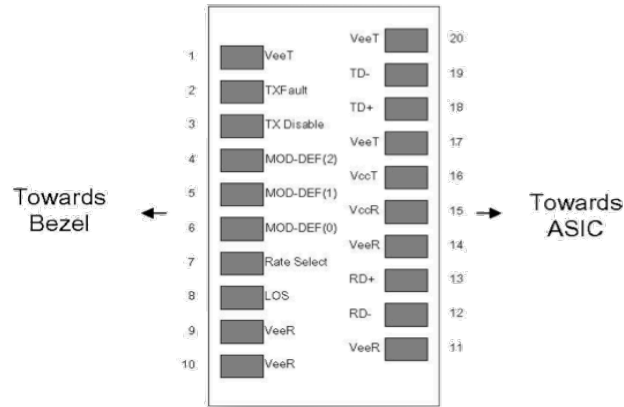 VeeT 20
1 VeeT
TD- 19
2 TXFault
TD+ 18
3 TX Disable
VeeT 17
4 MOD-DEF(2)
VccT 16
5 MOD-DEF(1)
Towards Bezel
VccR 15
Towards ASIC
6 MOD-DEF(0)
VeeR 14
7 Rate Select
RD+ 13
8 LOS
RD- 12
9 VeeR
VeeR 11
10 VeeR